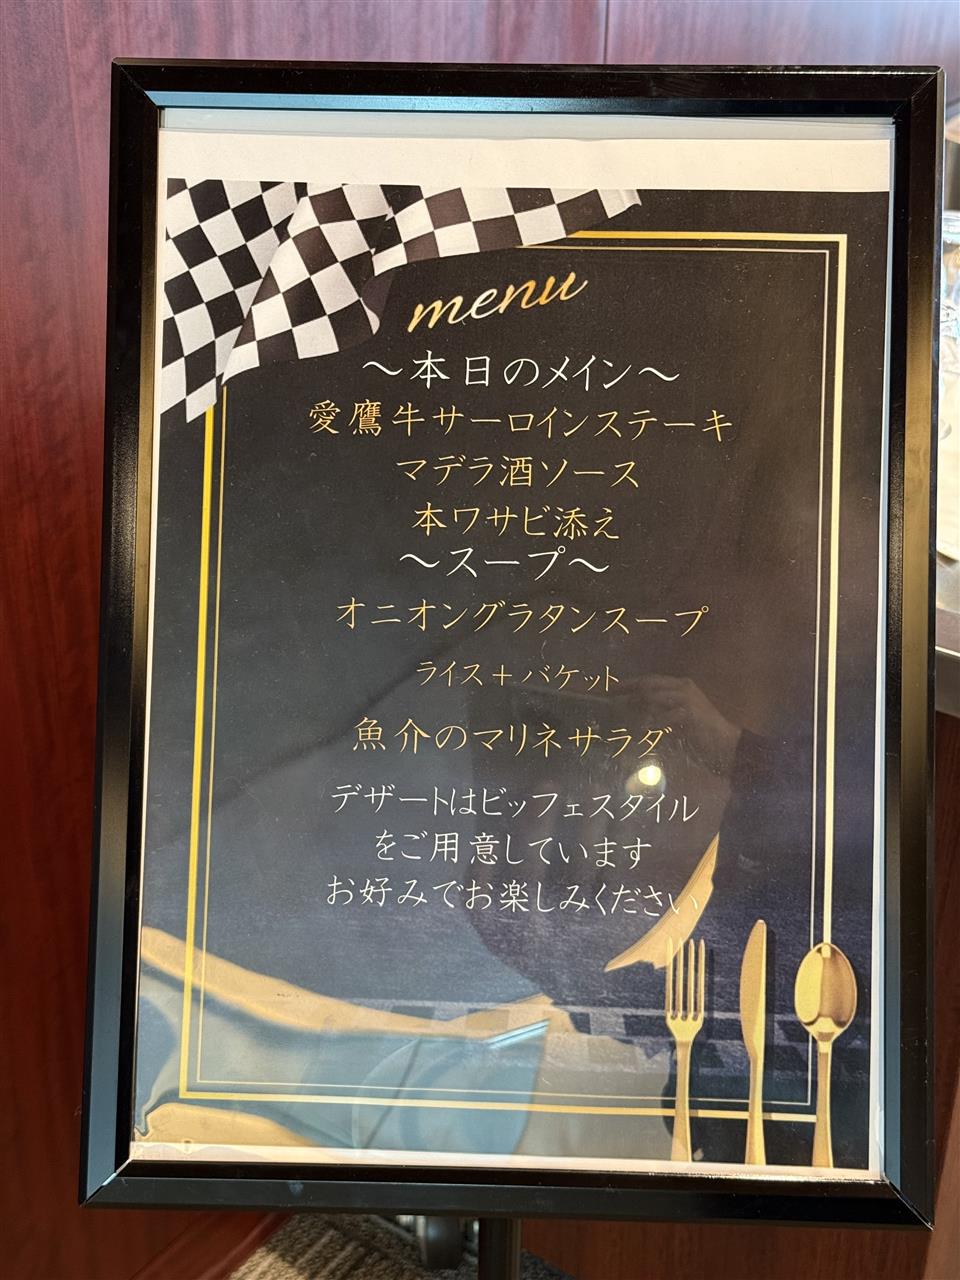 menu
～本日のメイン～
愛鷹牛サーロインステーキ
マデラ酒ソース
本ワサビ添え
～スープ～
オニオングラタンスープ
ライス＋バケット
魚介のマリネサラダ
デザートはビッフェスタイル
をご用意しています
お好みでお楽しみください